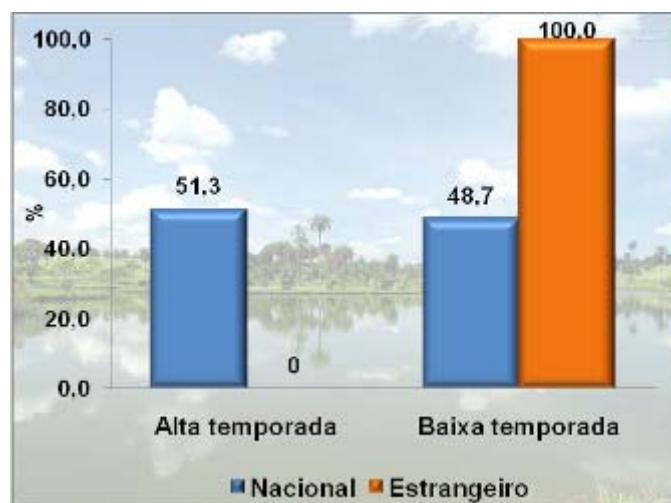 100,0
80,0
60,0
40,0
20,0
0,0
%
51,3
0
48,7
100,0
Alta temporada
Baixa temporada
Nacional
Estrangeiro